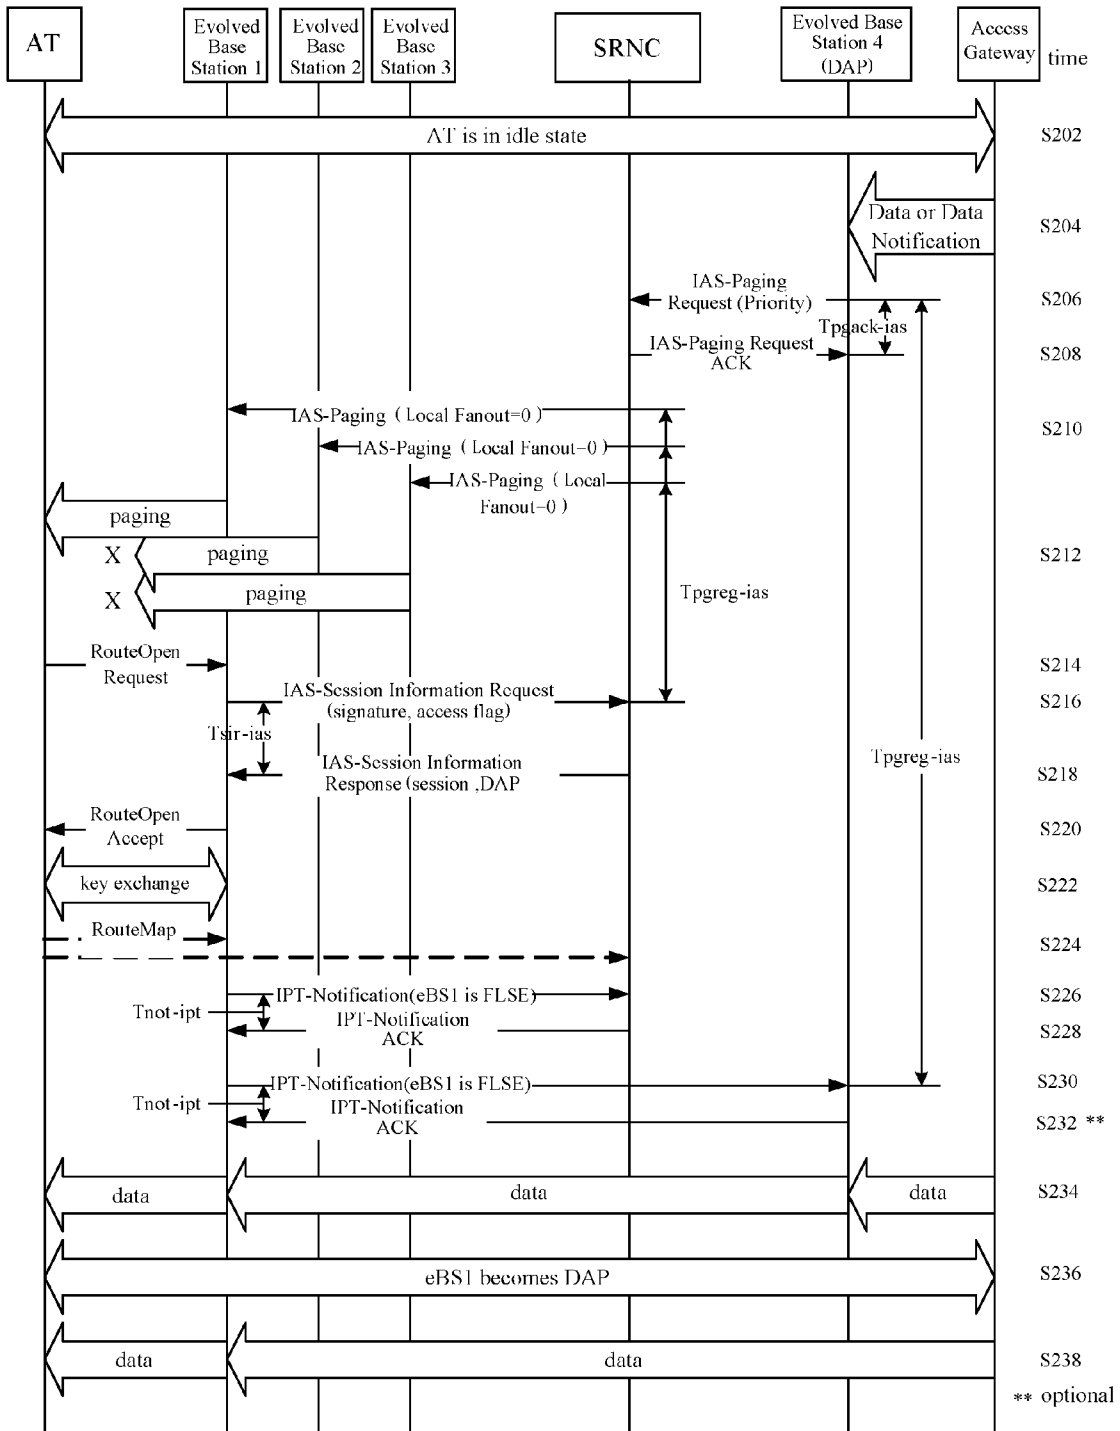 AT
Evolved
Base
Station 1
Evolved
Base
Station 2
Evolved
Base
Station 3
SRNC
Evolved Base
Station 4
(DAP)
Access
Gateway
time
AT is in idle state
S202
Data or Data
Notification
S204
IAS-Paging
Request (Priority)
S206
Tpgack-ias
IAS-Paging Request
ACK
S208
IAS-Paging ( Local Fanout=0 )
S210
IAS-Paging ( Local Fanout=0 )
IAS-Paging ( Local
Fanout=0 )
paging
X
paging
S212
X
paging
Tpgreg-ias
RouteOpen
Request
S214
IAS-Session Information Request
(signature, access flag)
S216
Tsir-ias
Tpgreg-ias
IAS-Session Information
Response (session ,DAP
S218
RouteOpen
Accept
S220
key exchange
S222
RouteMap
S224
IPT-Notification(eBS1 is FLSE)
S226
Tnot-ipt
IPT-Notification
ACK
S228
IPT-Notification(eBS1 is FLSE)
S230
Tnot-ipt
IPT-Notification
ACK
S232 **
data
data
data
S234
eBS1 becomes DAP
S236
data
data
S238
** optional